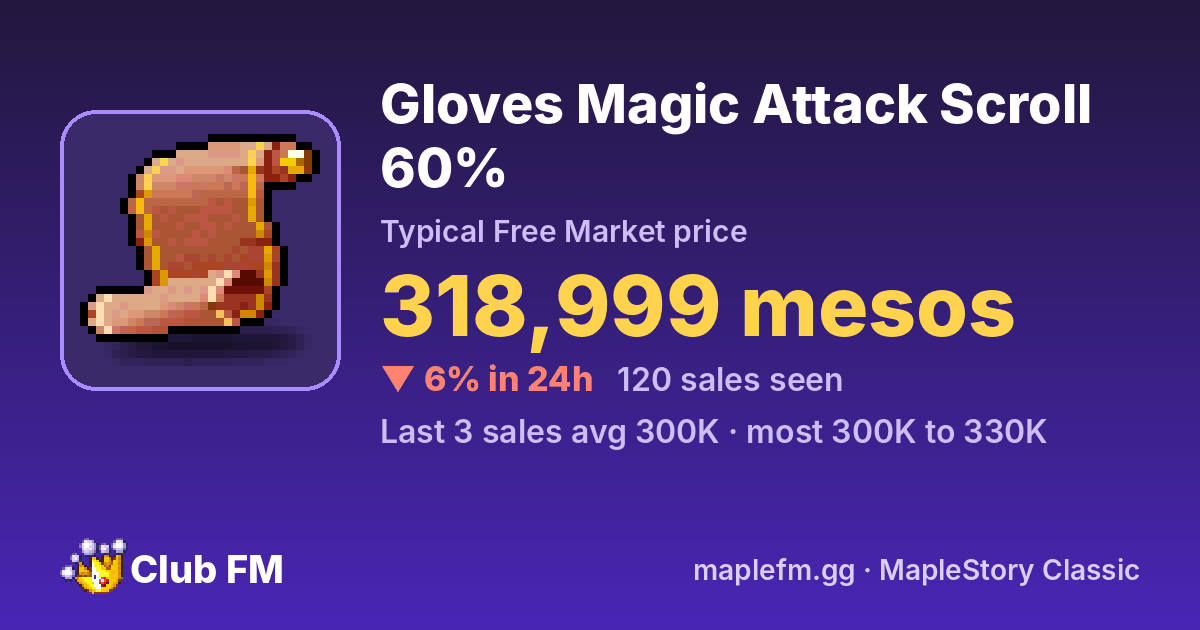 Gloves Magic Attack Scroll
60%
Typical Free Market price
318,999 mesos
▼ 6% in 24h 120 sales seen
Last 3 sales avg 300K · most 300K to 330K
Club FM
maplefm.gg · MapleStory Classic